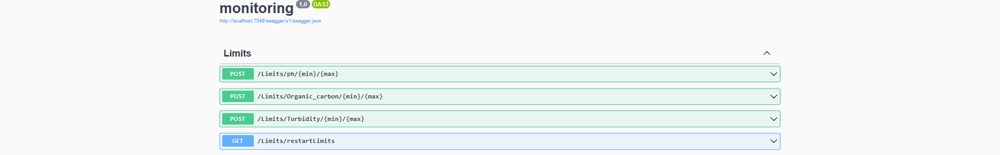 monitoring 1.0 OAS3
http://localhost:7049/swagger/v1/swagger.json
Limits
POST /Limits/ph/{min}/{max}
POST /Limits/Organic_carbon/{min}/{max}
POST /Limits/Turbidity/{min}/{max}
GET /Limits/restartLimits